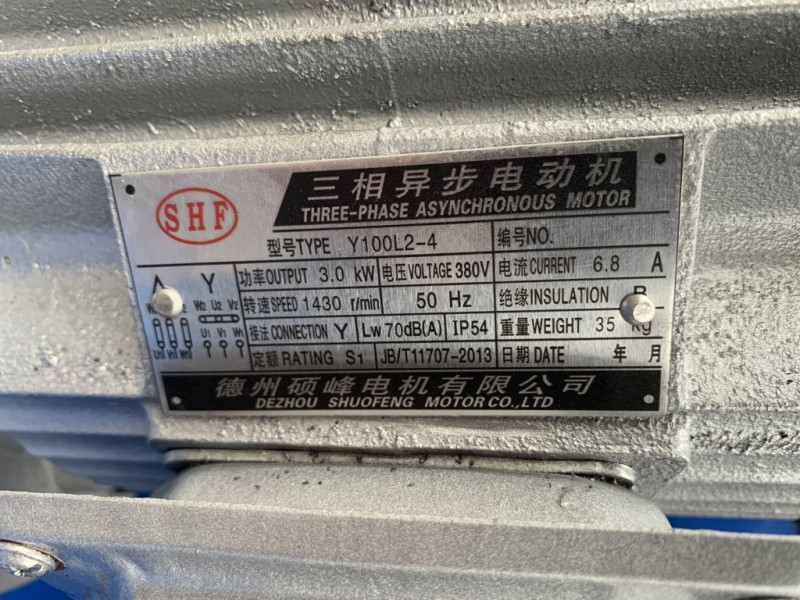 SHF
三相异步电动机
THREE-PHASE ASYNCHRONOUS MOTOR
型号TYPE Y100L2-4 编号NO.
△ Y 功率OUTPUT 3.0 kW 电压VOLTAGE 380V 电流CURRENT 6.8 A
W2 U2 V2 转速SPEED 1430 r/min 50 Hz 绝缘INSULATION B
U1 V1 W1 接法CONNECTION Y Lw 70dB(A) IP54 重量WEIGHT 35 kg
定额RATING S1 JB/T11707-2013 日期DATE 年 月
德州硕峰电机有限公司
DEZHOU SHUOFENG MOTOR CO.,LTD